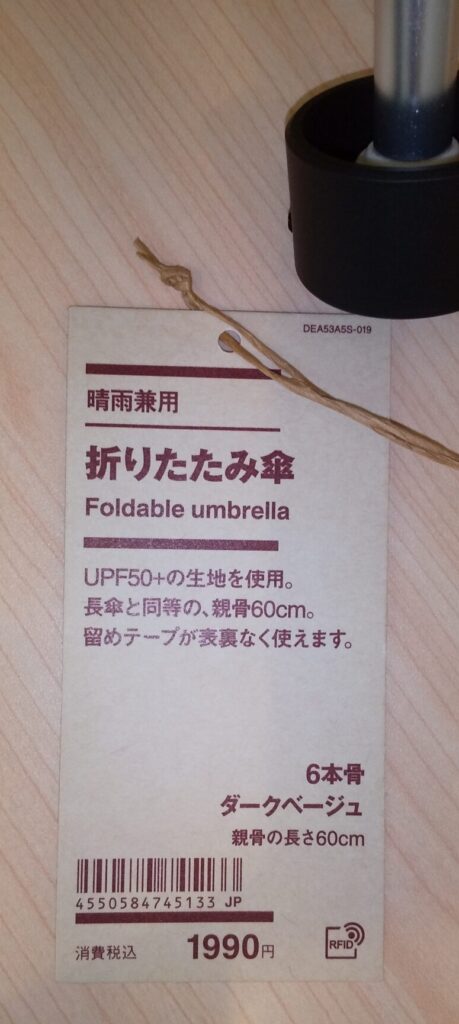 DEA53A5S-019
晴雨兼用
折りたたみ傘
Foldable umbrella
UPF50+の生地を使用。
長傘と同等の、親骨60cm。
留めテープが表裏なく使えます。
6本骨
ダークベージュ
親骨の長さ60cm
4550584745133 JP
消費税込 1990円
RFID